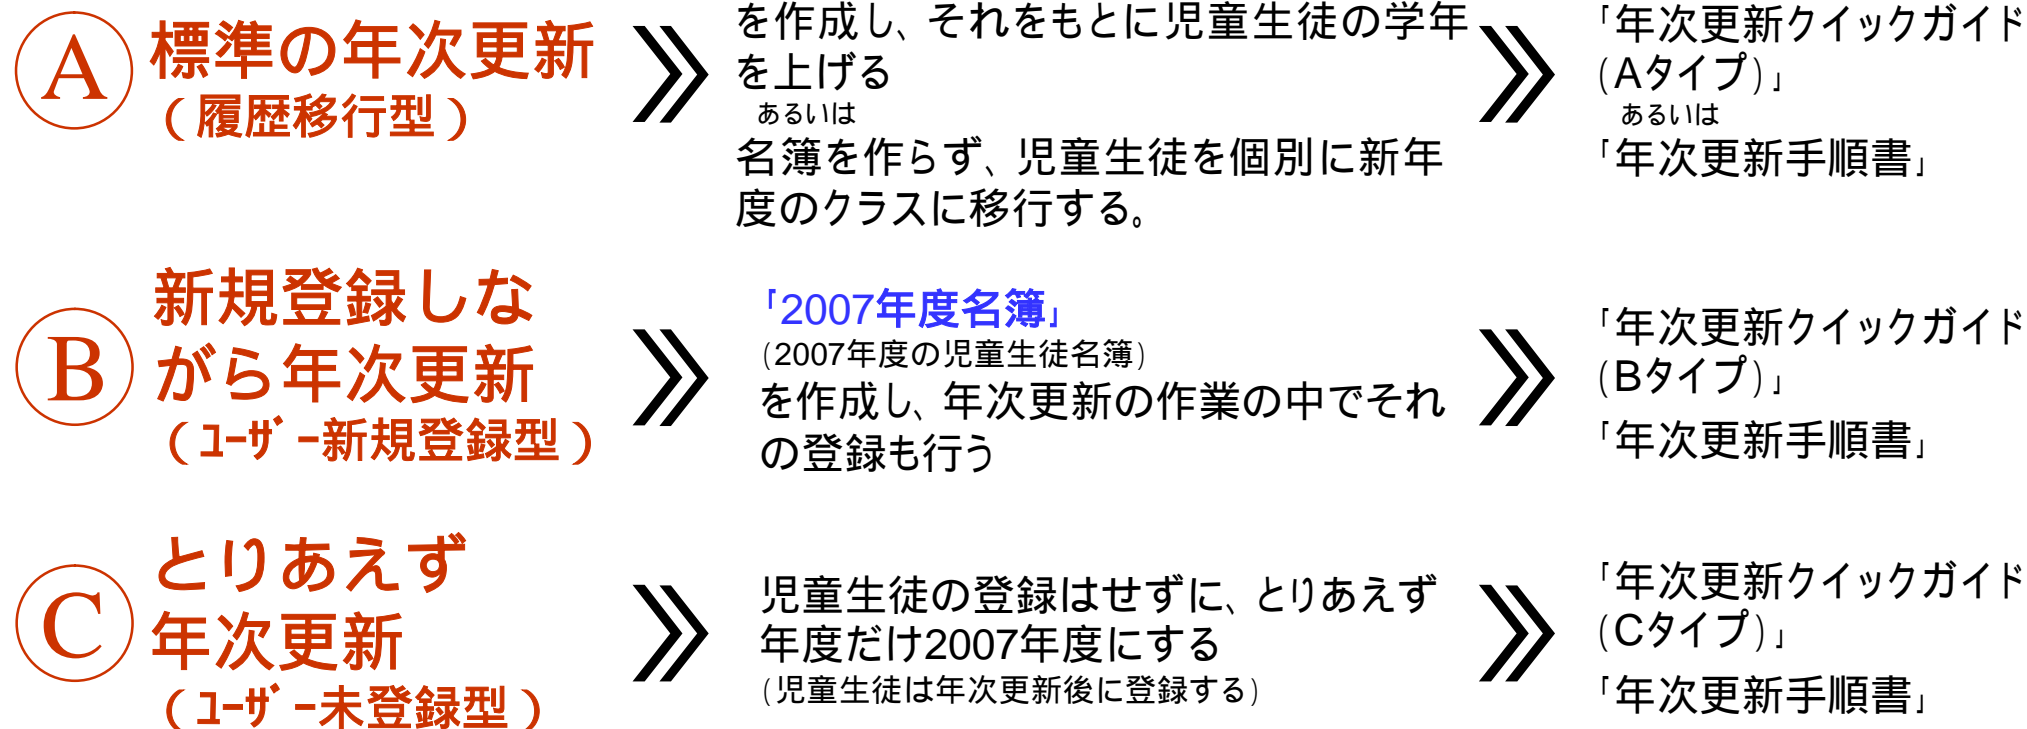 A
標準の年次更新
（履歴移行型）
を作成し、それをもとに児童生徒の学年
を上げる
あるいは
名簿を作らず、児童生徒を個別に新年
度のクラスに移行する。
「年次更新クイックガイド
(Aタイプ)」
あるいは
「年次更新手順書」
B
新規登録しな
がら年次更新
（ﾕｰｻﾞｰ新規登録型）
「2007年度名簿」
(2007年度の児童生徒名簿)
を作成し、年次更新の作業の中でそれ
の登録も行う
「年次更新クイックガイド
(Bタイプ)」
「年次更新手順書」
C
とりあえず
年次更新
（ﾕｰｻﾞｰ未登録型）
児童生徒の登録はせずに、とりあえず
年度だけ2007年度にする
(児童生徒は年次更新後に登録する)
「年次更新クイックガイド
(Cタイプ)」
「年次更新手順書」